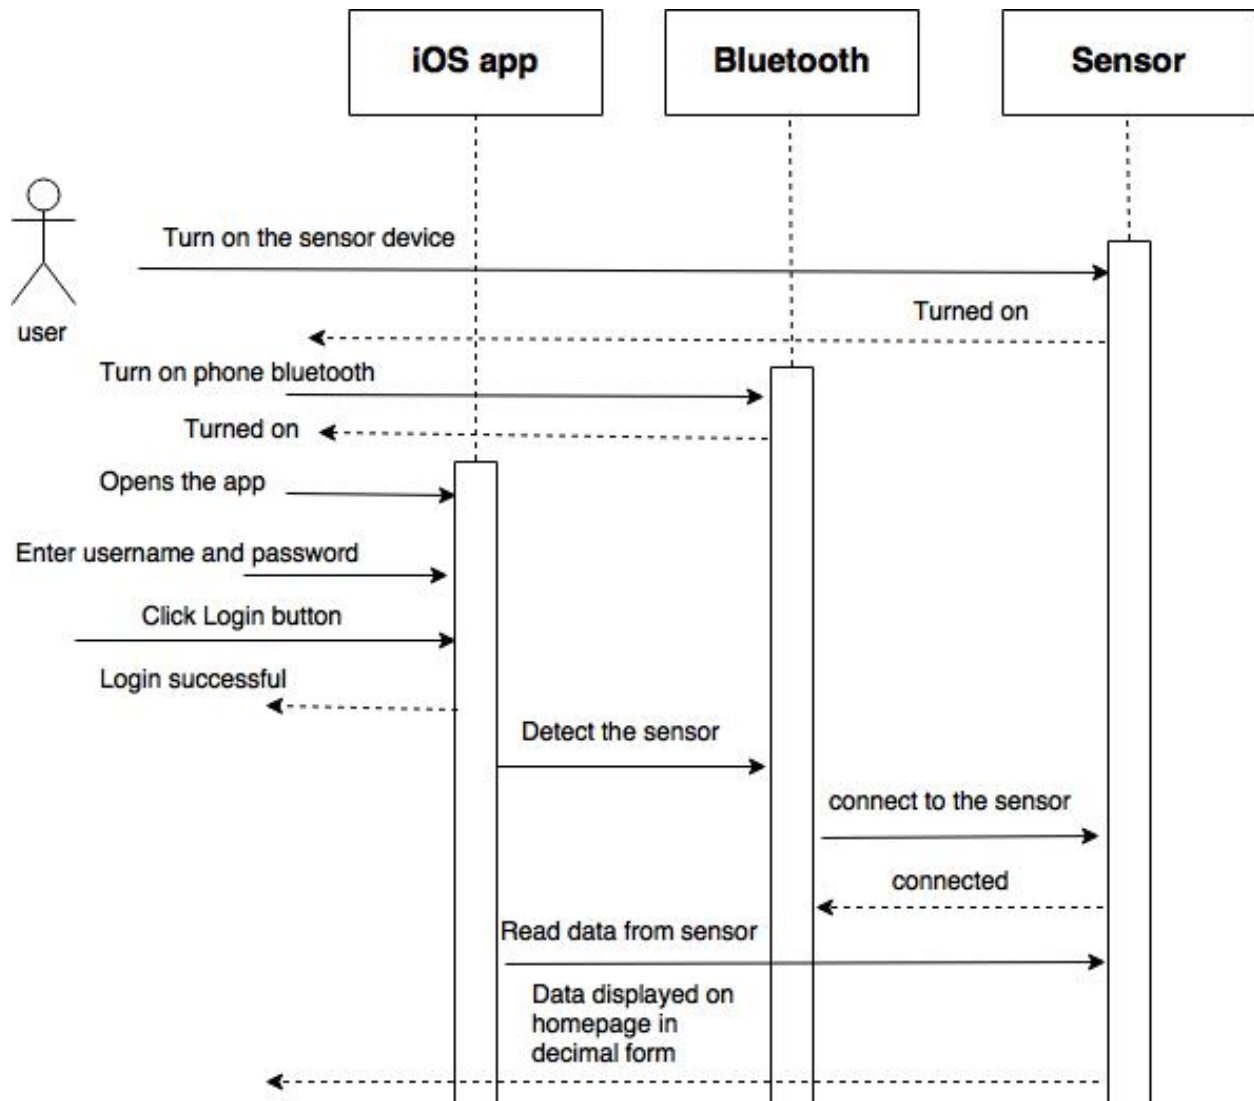 iOS app
Bluetooth
Sensor
Turn on the sensor device
Turned on
user
Turn on phone bluetooth
Turned on
Opens the app
Enter username and password
Click Login button
Login successful
Detect the sensor
connect to the sensor
connected
Read data from sensor
Data displayed on
homepage in
decimal form